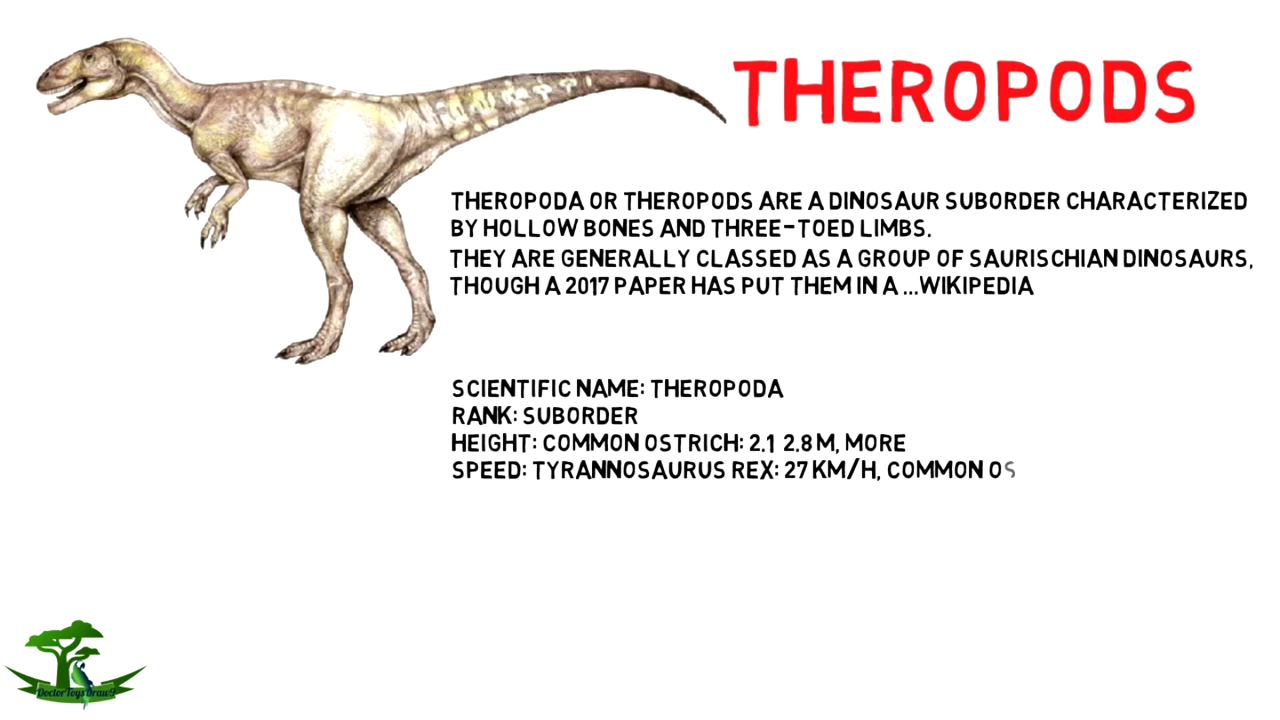 THEROPODS
THEROPODA OR THEROPODS ARE A DINOSAUR SUBORDER CHARACTERIZED
BY HOLLOW BONES AND THREE-TOED LIMBS.
THEY ARE GENERALLY CLASSED AS A GROUP OF SAURISCHIAN DINOSAURS,
THOUGH A 2017 PAPER HAS PUT THEM IN A ...WIKIPEDIA
SCIENTIFIC NAME: THEROPODA
RANK: SUBORDER
HEIGHT: COMMON OSTRICH: 2.1 2.8 M, MORE
SPEED: TYRANNOSAURUS REX: 27 KM/H, COMMON OS